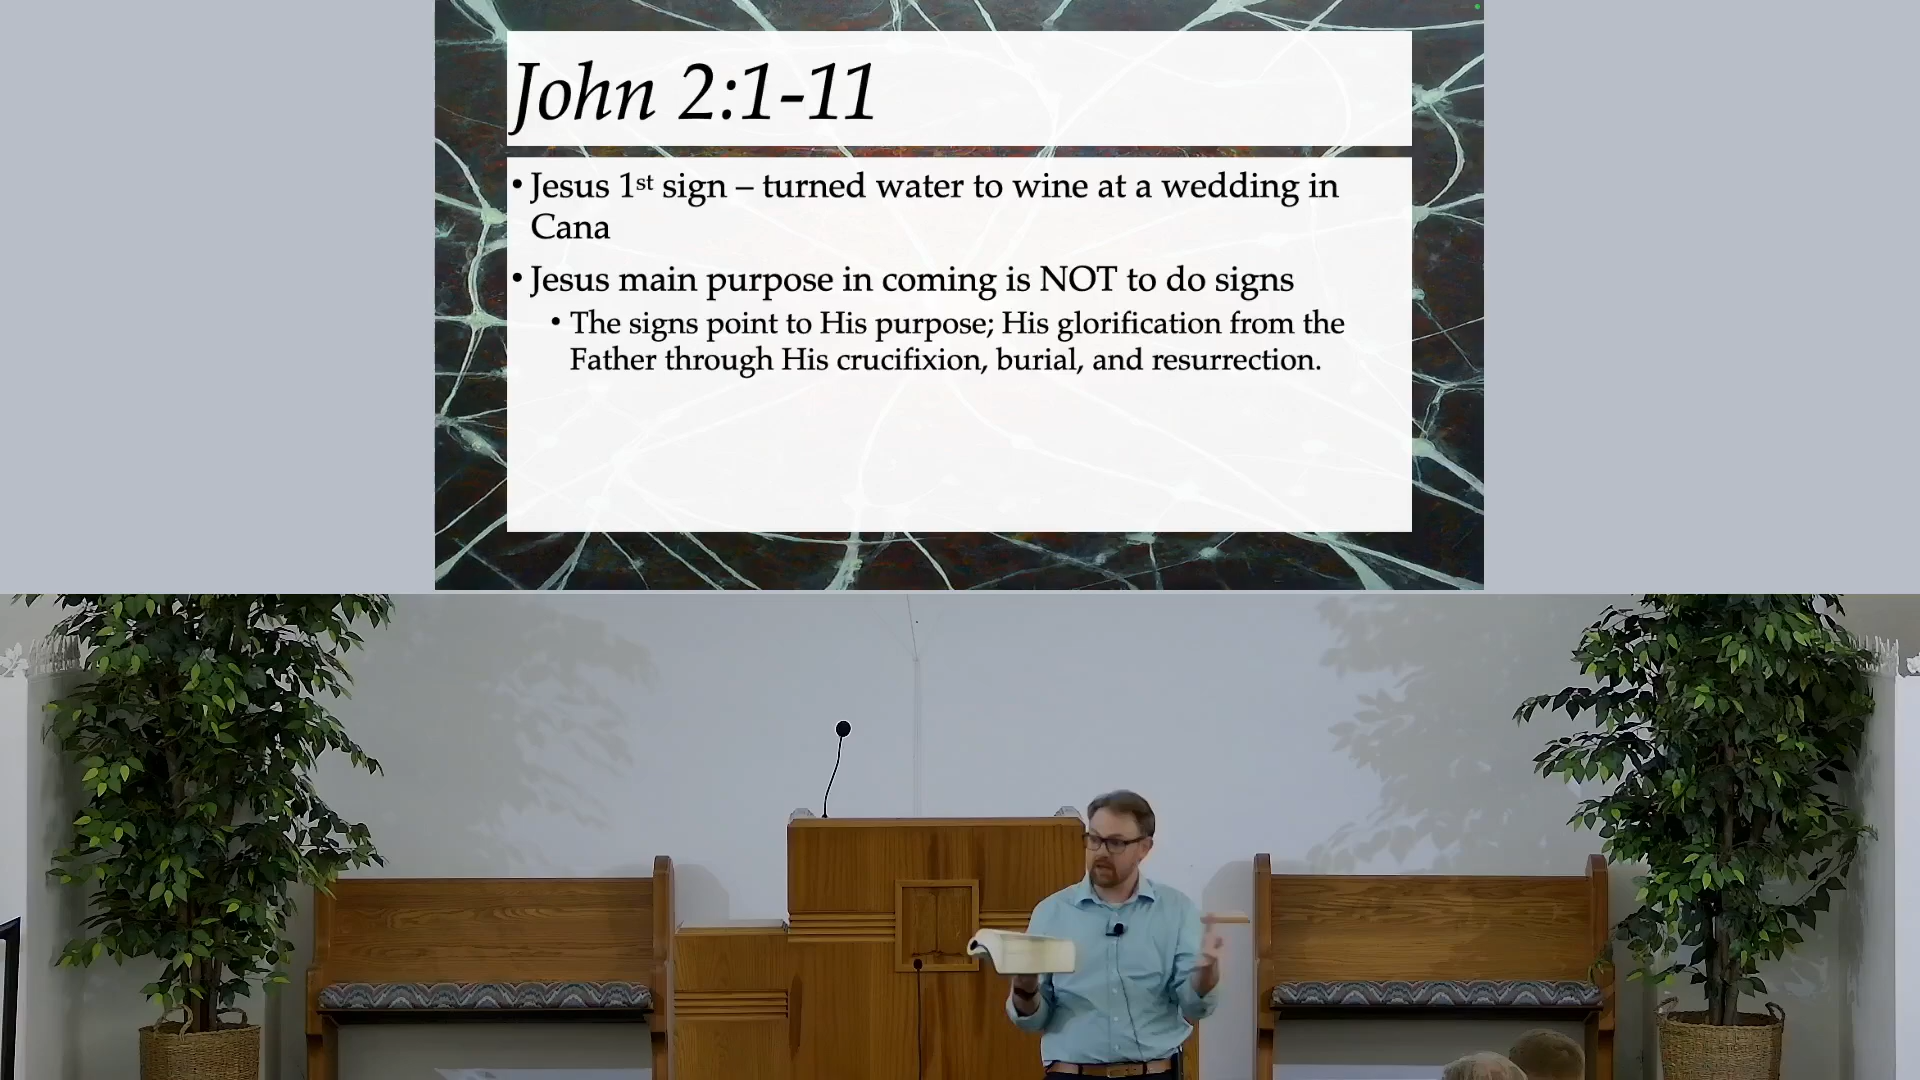 John 2:1-11
• Jesus 1st sign – turned water to wine at a wedding in
Cana
• Jesus main purpose in coming is NOT to do signs
• The signs point to His purpose; His glorification from the
Father through His crucifixion, burial, and resurrection.